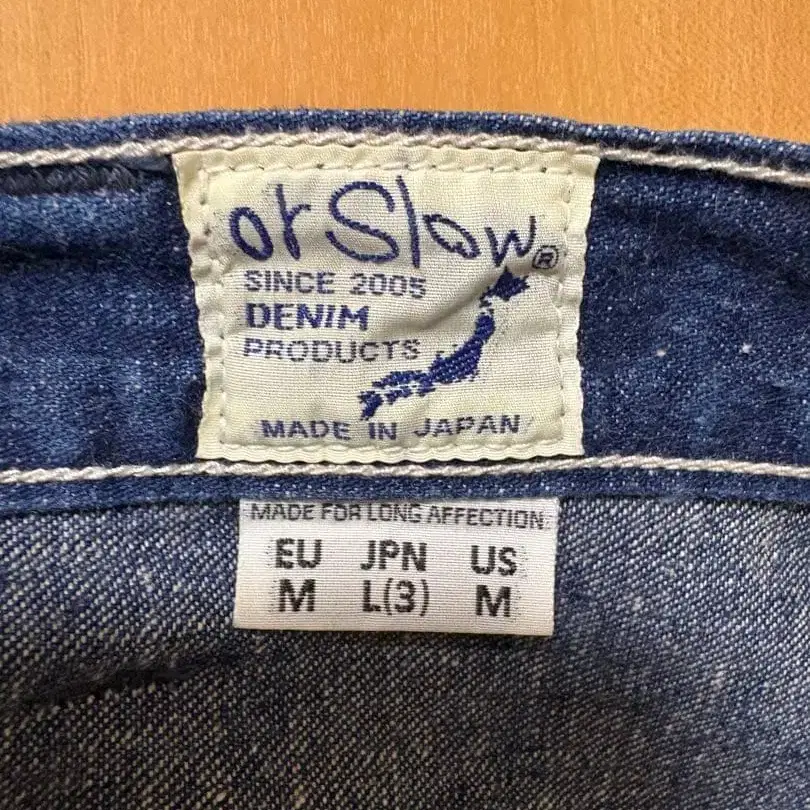 orSlow®
SINCE 2005
DENIM
PRODUCTS
MADE IN JAPAN
MADE FOR LONG AFFECTION
EU JPN US
M L(3) M